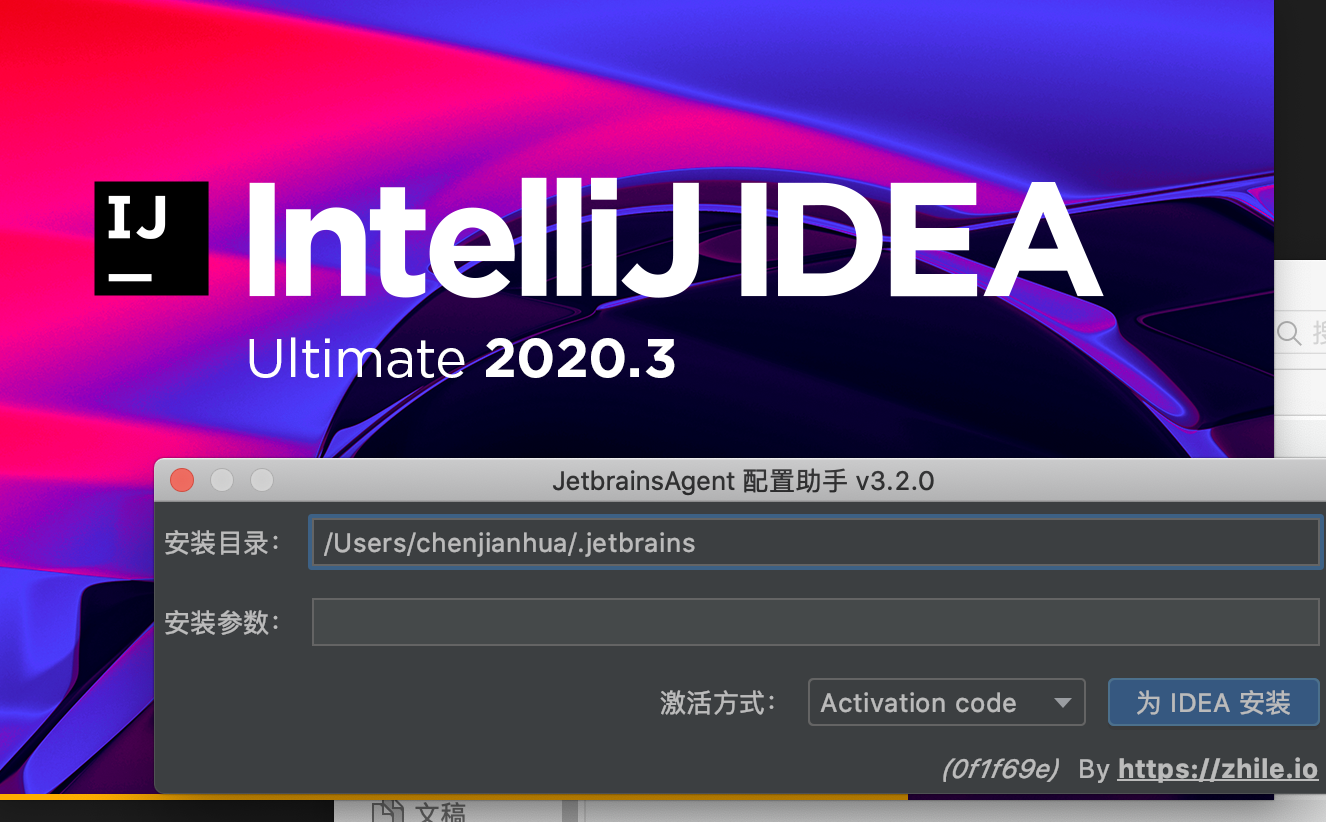 IJ
IntelliJ IDEA
Ultimate 2020.3
JetbrainsAgent 配置助手 v3.2.0
安装目录：
/Users/chenjianhua/.jetbrains
安装参数：
激活方式：
Activation code
为 IDEA 安装
(0f1f69e) By https://zhile.io
文稿